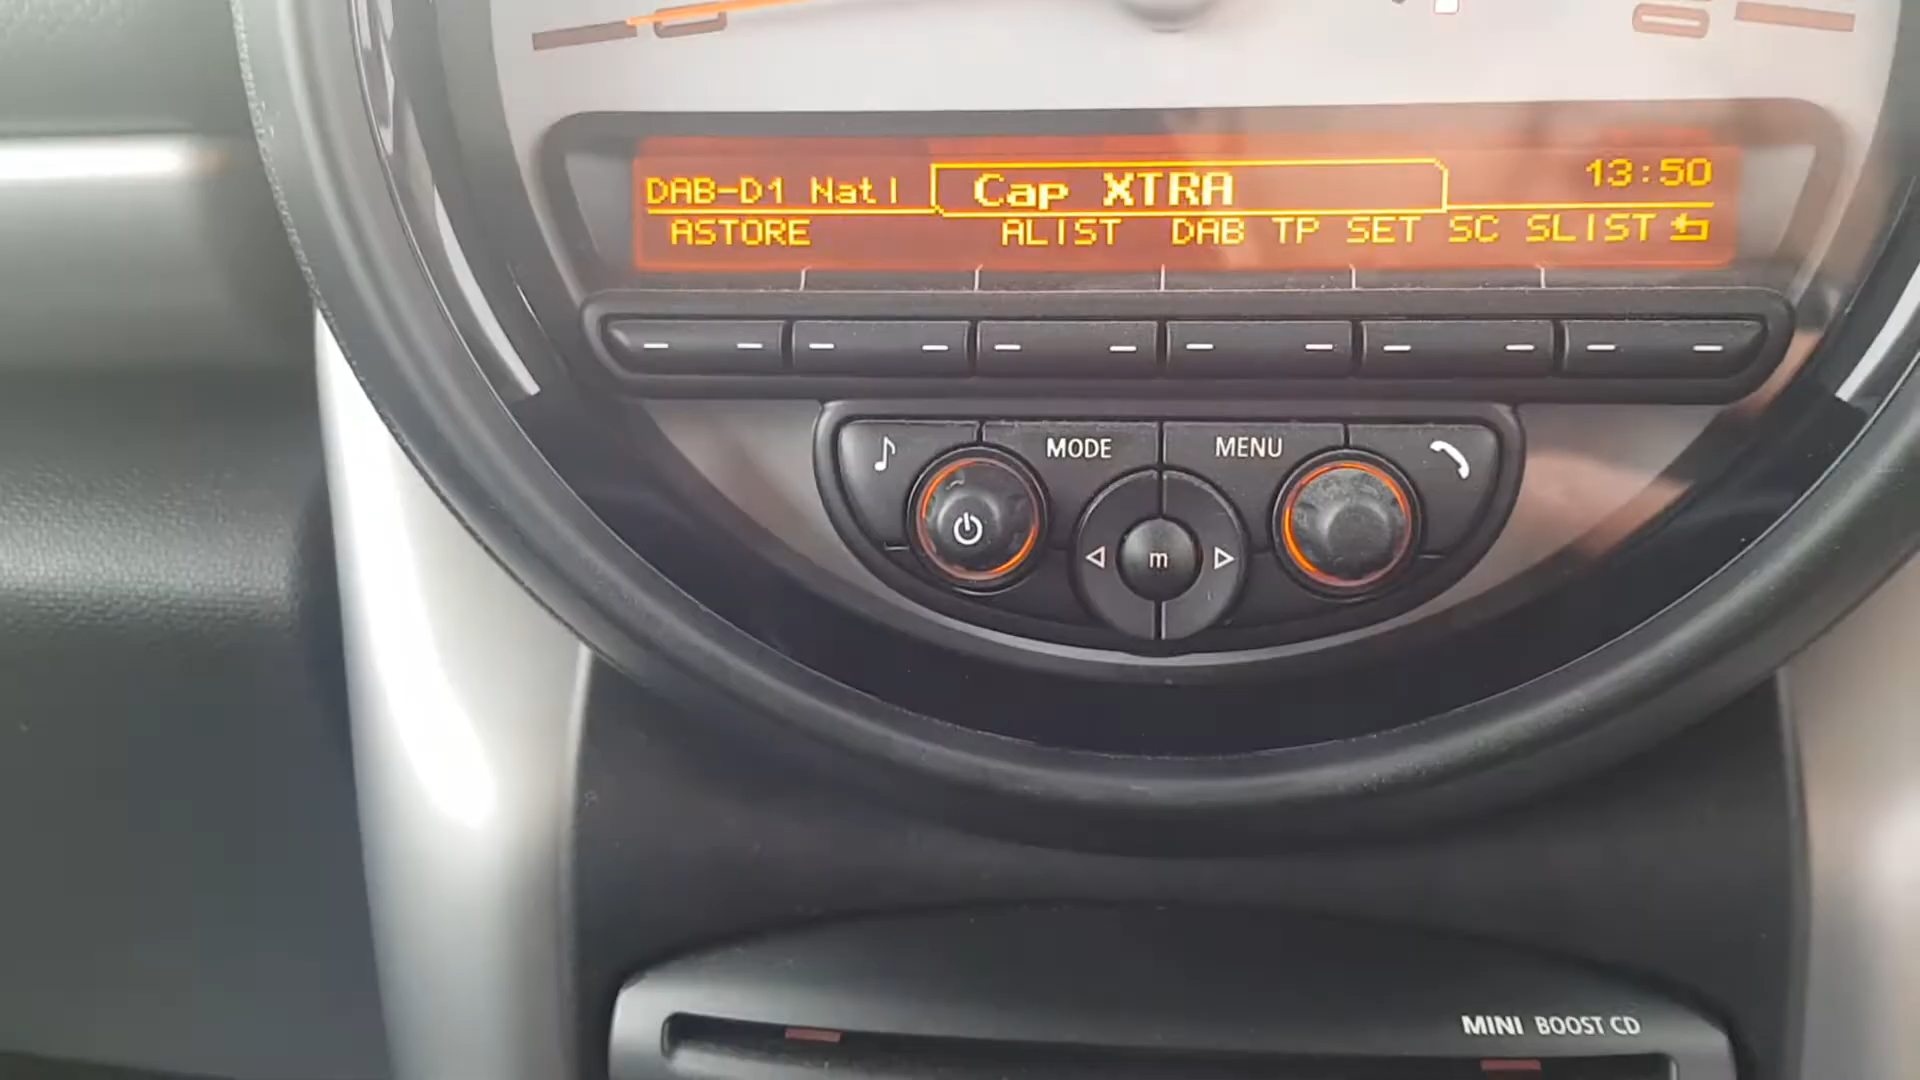 DAB-D1 Natl Cap XTRA 13:50
ASTORE ALIST DAB TP SET SC SLIST
MODE MENU
m
MINI BOOST CD